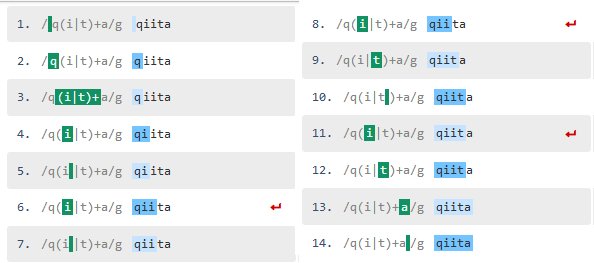 1. /q(i|t)+a/g qiita
2. /q(i|t)+a/g qiita
3. /q(i|t)+a/g qiita
4. /q(i|t)+a/g qiita
5. /q(i|t)+a/g qiita
6. /q(i|t)+a/g qiita
7. /q(i|t)+a/g qiita
8. /q(i|t)+a/g qiita
9. /q(i|t)+a/g qiita
10. /q(i|t)+a/g qiita
11. /q(i|t)+a/g qiita
12. /q(i|t)+a/g qiita
13. /q(i|t)+a/g qiita
14. /q(i|t)+a/g qiita